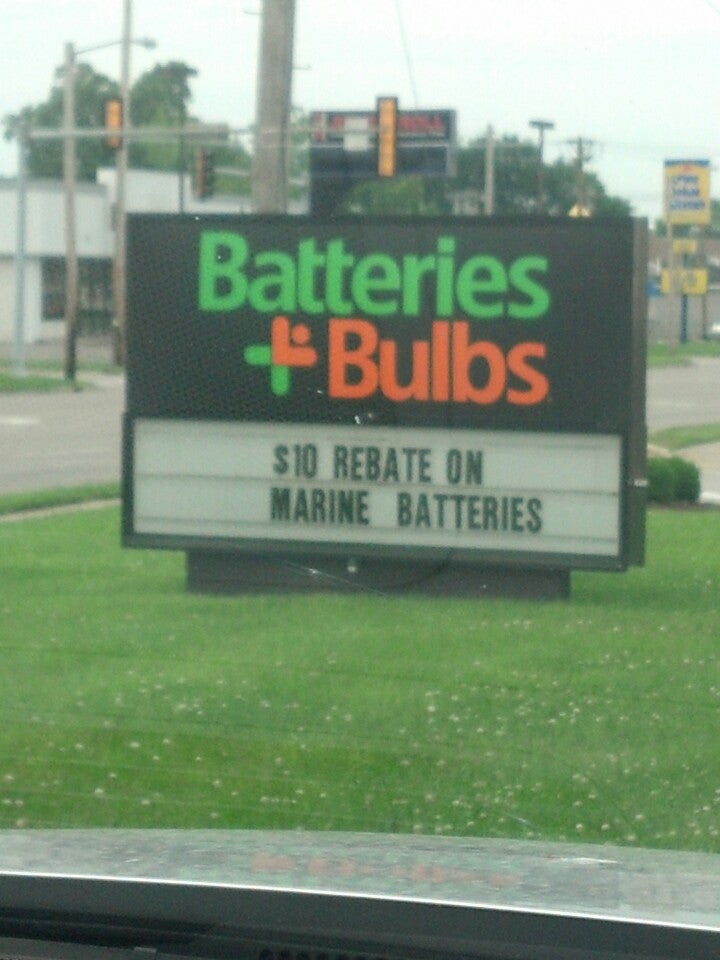 Batteries
+Bulbs
$10 REBATE ON
MARINE BATTERIES